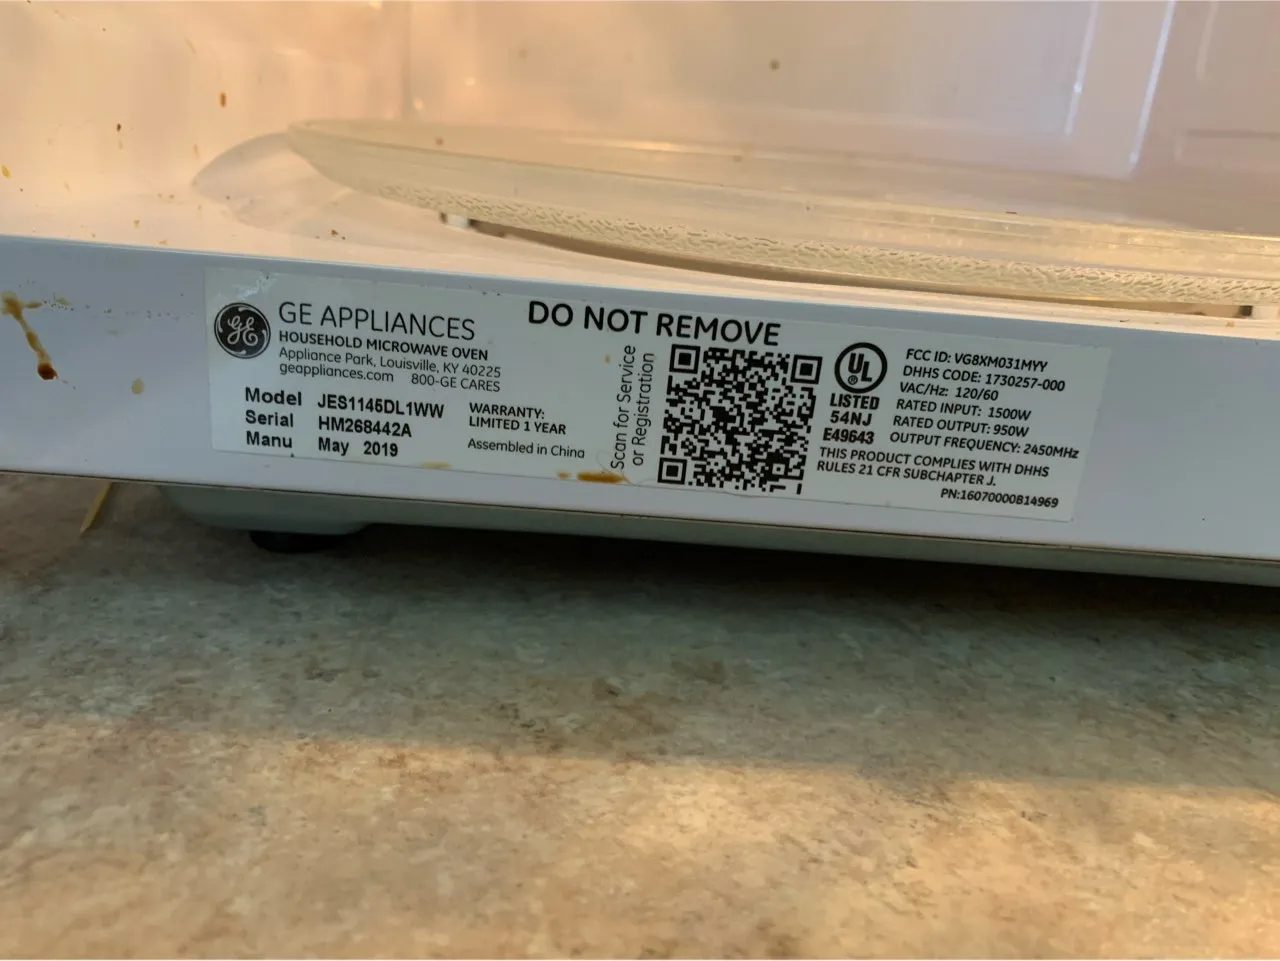 GE APPLIANCES
HOUSEHOLD MICROWAVE OVEN
Appliance Park, Louisville, KY 40225
geappliances.com 800-GE CARES
Model JES1145DL1WW
Serial HM268442A
Manu May 2019
WARRANTY:
LIMITED 1 YEAR
Assembled in China
DO NOT REMOVE
Scan for Service
or Registration
UL
®
LISTED
54NJ
E49643
FCC ID: VG8XM031MYY
DHHS CODE: 1730257-000
VAC/Hz: 120/60
RATED INPUT: 1500W
RATED OUTPUT: 950W
OUTPUT FREQUENCY: 2450MHz
THIS PRODUCT COMPLIES WITH DHHS
RULES 21 CFR SUBCHAPTER J.
PN:16070000B14969